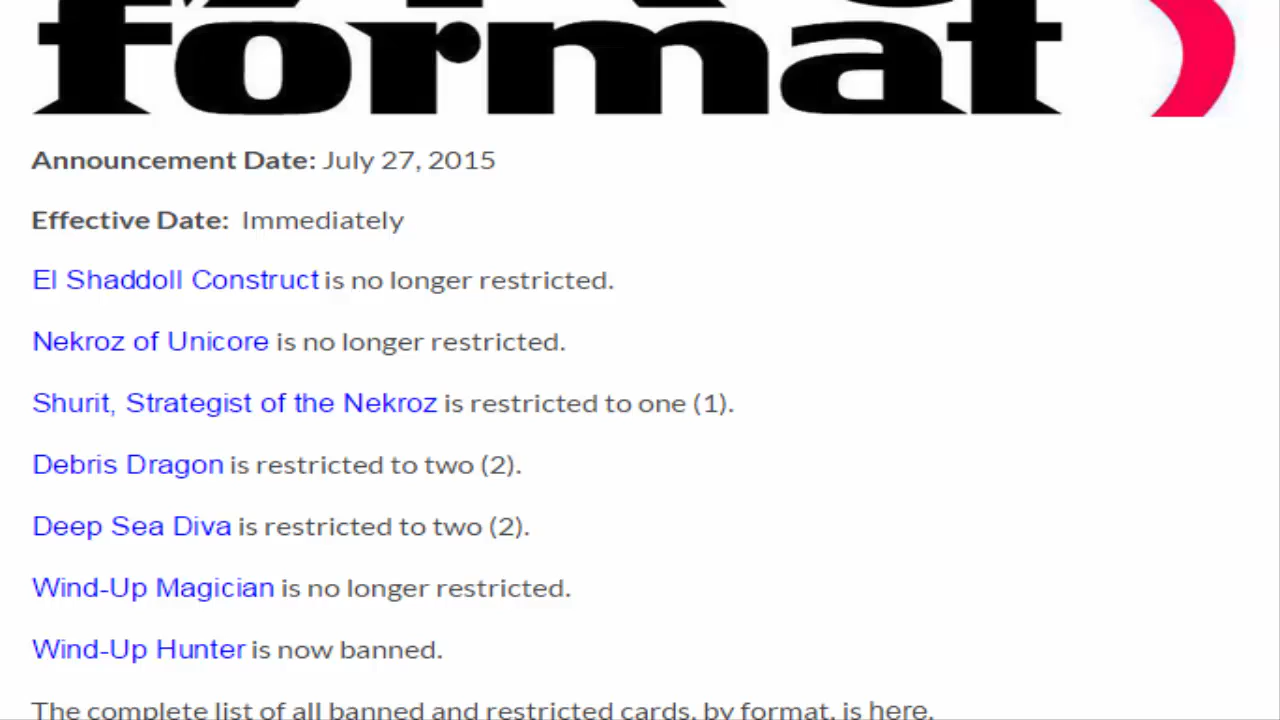 format
Announcement Date: July 27, 2015
Effective Date: Immediately
El Shaddoll Construct is no longer restricted.
Nekroz of Unicore is no longer restricted.
Shurit, Strategist of the Nekroz is restricted to one (1).
Debris Dragon is restricted to two (2).
Deep Sea Diva is restricted to two (2).
Wind-Up Magician is no longer restricted.
Wind-Up Hunter is now banned.
The complete list of all banned and restricted cards, by format, is here.